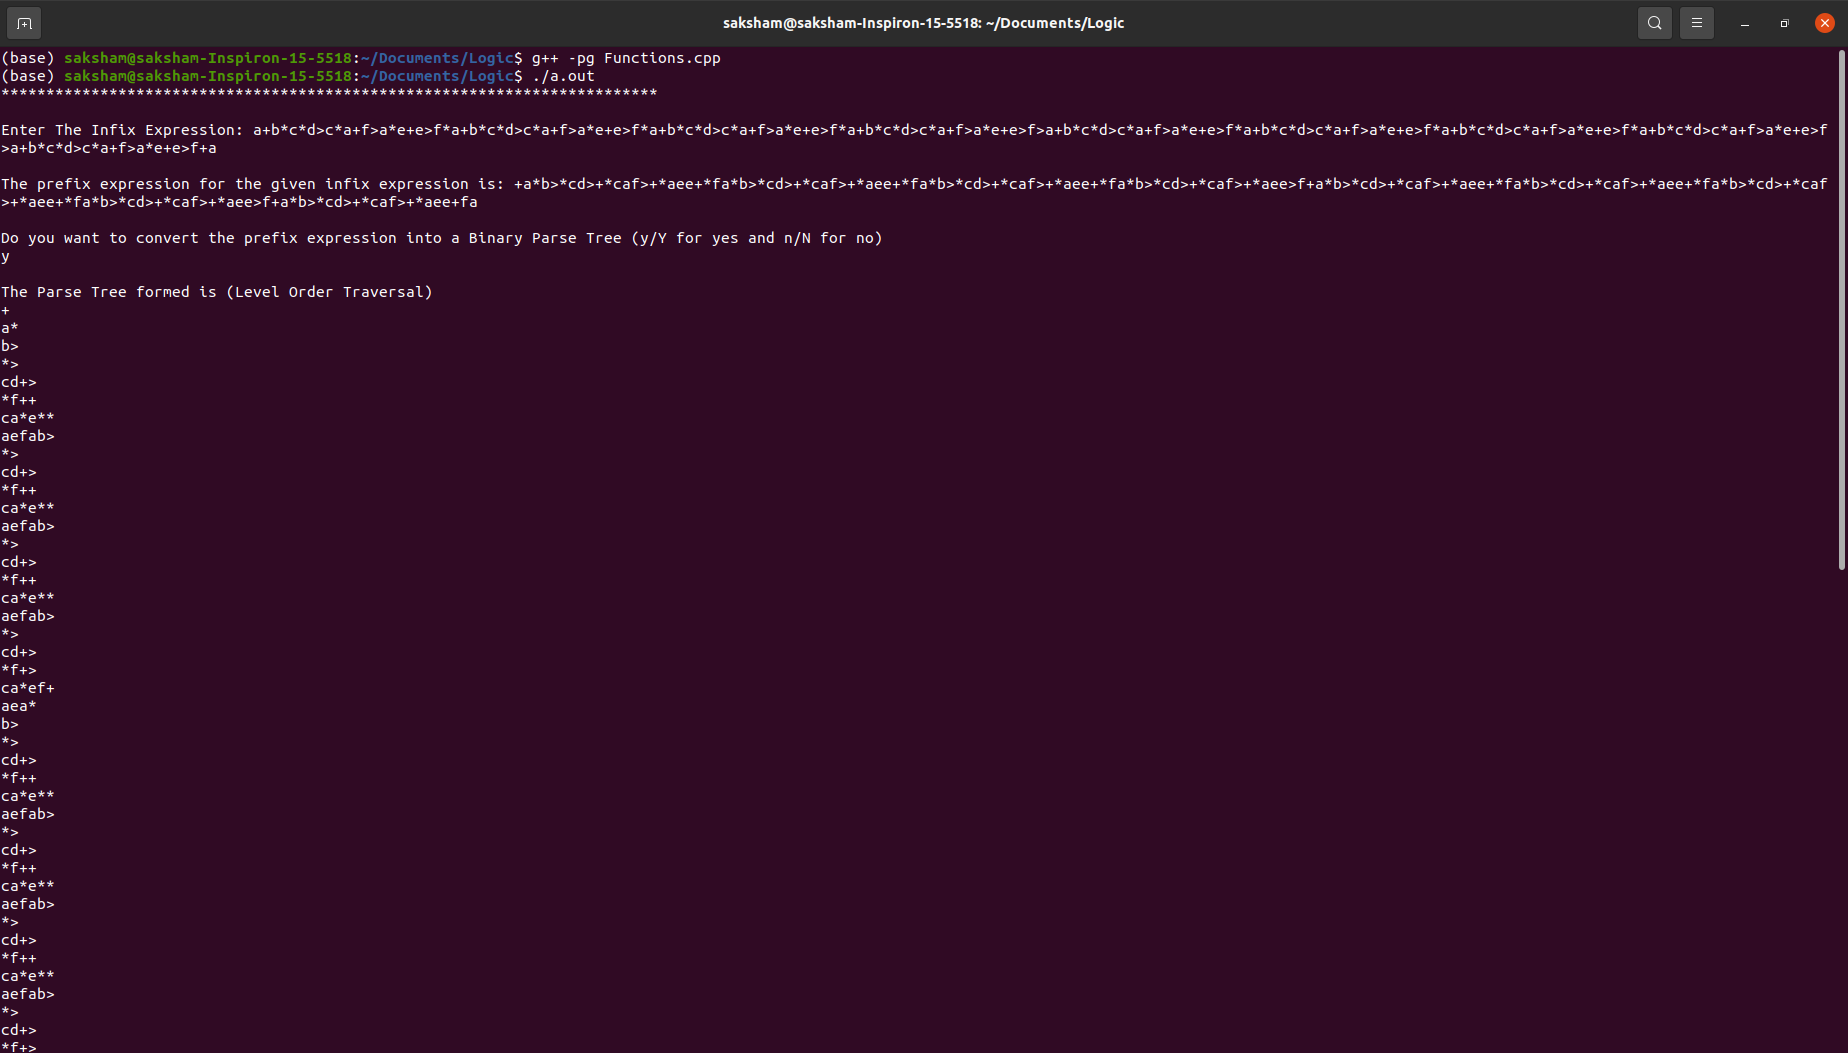 saksham@saksham-Inspiron-15-5518: ~/Documents/Logic
(base) saksham@saksham-Inspiron-15-5518:~/Documents/Logic$ g++ -pg Functions.cpp
(base) saksham@saksham-Inspiron-15-5518:~/Documents/Logic$ ./a.out
*************************************************************************
Enter The Infix Expression: a+b*c*d>c*a+f>a*e+e>f*a+b*c*d>c*a+f>a*e+e>f*a+b*c*d>c*a+f>a*e+e>f*a+b*c*d>c*a+f>a*e+e>f+a+b*c*d>c*a+f>a*e+e>f*a+b*c*d>c*a+f>a*e+e>f*a+b*c*d>c*a+f>a*e+e>f*a+b*c*d>c*a+f>a*e+e>f
>a+b*c*d>c*a+f>a*e+e>f+a
The prefix expression for the given infix expression is: +a*b>*cd>+*caf>+*aee+*fa*b>*cd>+*caf>+*aee+*fa*b>*cd>+*caf>+*aee+*fa*b>*cd>+*caf>+*aee>f+a*b>*cd>+*caf>+*aee+*fa*b>*cd>+*caf>+*aee+*fa*b>*cd>+*caf
>+*aee+*fa*b>*cd>+*caf>+*aee>f+a*b>*cd>+*caf>+*aee+fa
Do you want to convert the prefix expression into a Binary Parse Tree (y/Y for yes and n/N for no)
y
The Parse Tree formed is (Level Order Traversal)
+
a*
b>
*>
cd+>
*f++
ca*e**
aefab>
*>
cd+>
*f++
ca*e**
aefab>
*>
cd+>
*f++
ca*e**
aefab>
*>
cd+>
*f+>
ca*ef+
aea*
b>
*>
cd+>
*f++
ca*e**
aefab>
*>
cd+>
*f++
ca*e**
aefab>
*>
cd+>
*f++
ca*e**
aefab>
*>
cd+>
*f+>